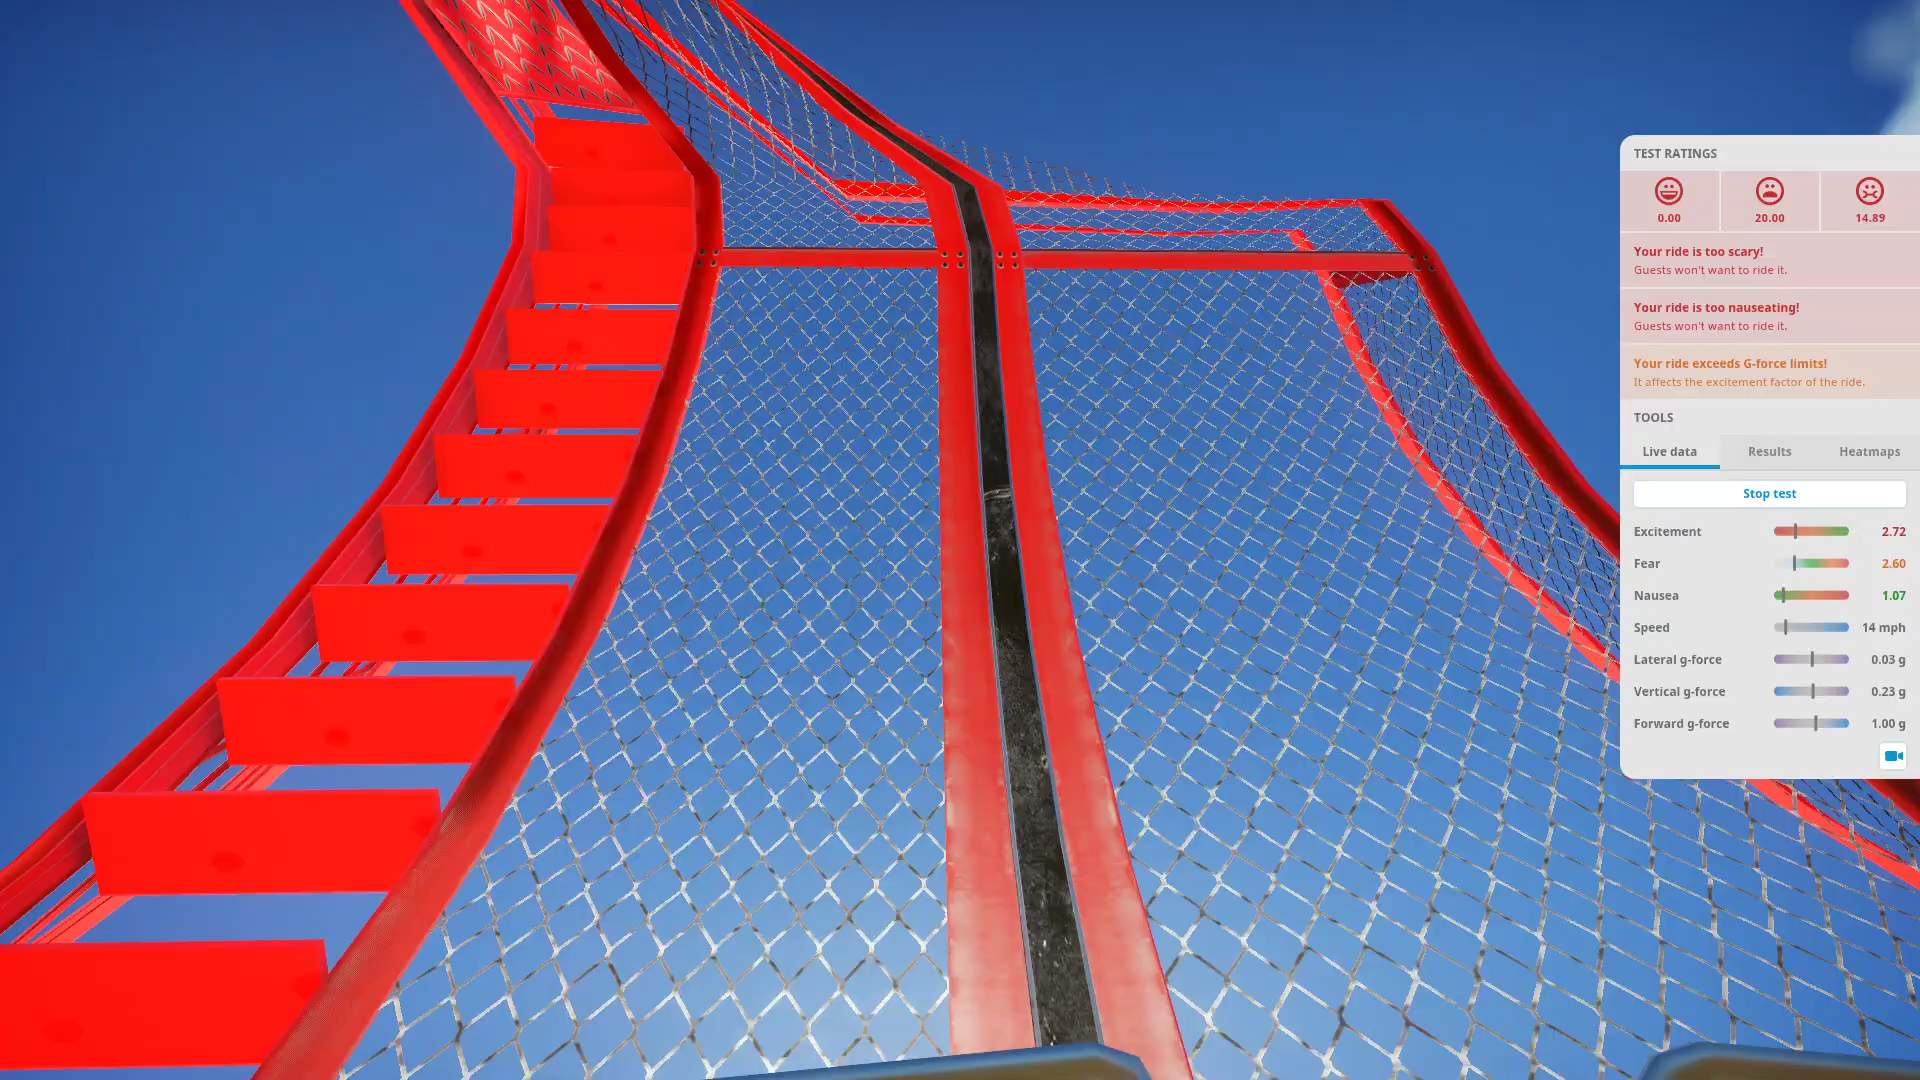 TEST RATINGS
0.00 20.00 14.89
Your ride is too scary!
Guests won't want to ride it.
Your ride is too nauseating!
Guests won't want to ride it.
Your ride exceeds G-force limits!
It affects the excitement factor of the ride.
TOOLS
Live data Results Heatmaps
Stop test
Excitement 2.72
Fear 2.60
Nausea 1.07
Speed 14 mph
Lateral g-force 0.03 g
Vertical g-force 0.23 g
Forward g-force 1.00 g